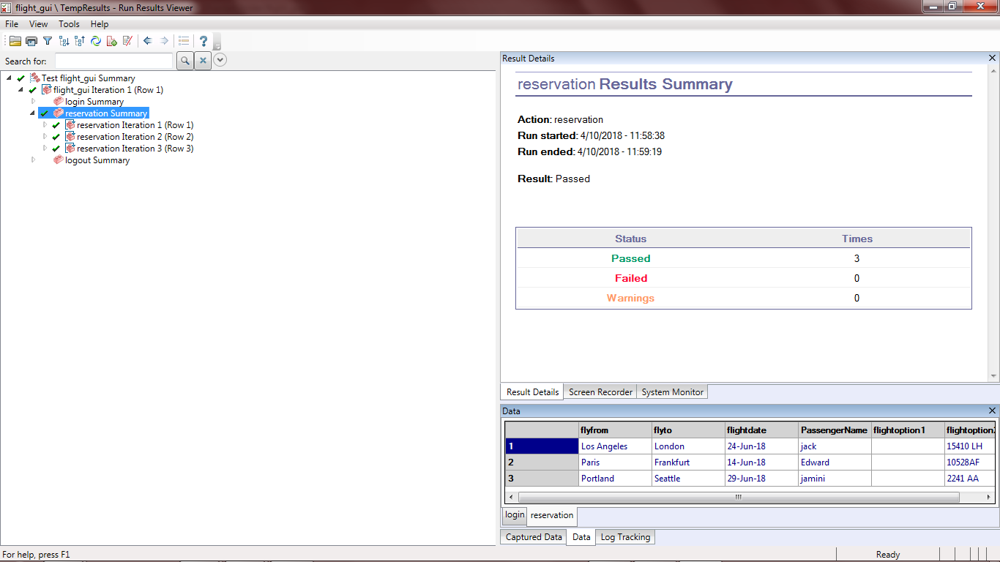 flight_gui \ TempResults - Run Results Viewer
File View Tools Help
Search for:
Test flight_gui Summary
flight_gui Iteration 1 (Row 1)
login Summary
reservation Summary
reservation Iteration 1 (Row 1)
reservation Iteration 2 (Row 2)
reservation Iteration 3 (Row 3)
logout Summary
Result Details
reservation Results Summary
Action: reservation
Run started: 4/10/2018 - 11:58:38
Run ended: 4/10/2018 - 11:59:19
Result: Passed
Status Times
Passed 3
Failed 0
Warnings 0
Result Details Screen Recorder System Monitor
Data
flyfrom flyto flightdate PassengerName flightoption1 flightoption2
1 Los Angeles London 24-Jun-18 jack 15410 LH
2 Paris Frankfurt 14-Jun-18 Edward 10528AF
3 Portland Seattle 29-Jun-18 jamini 2241 AA
login reservation
Captured Data Data Log Tracking
For help, press F1 Ready